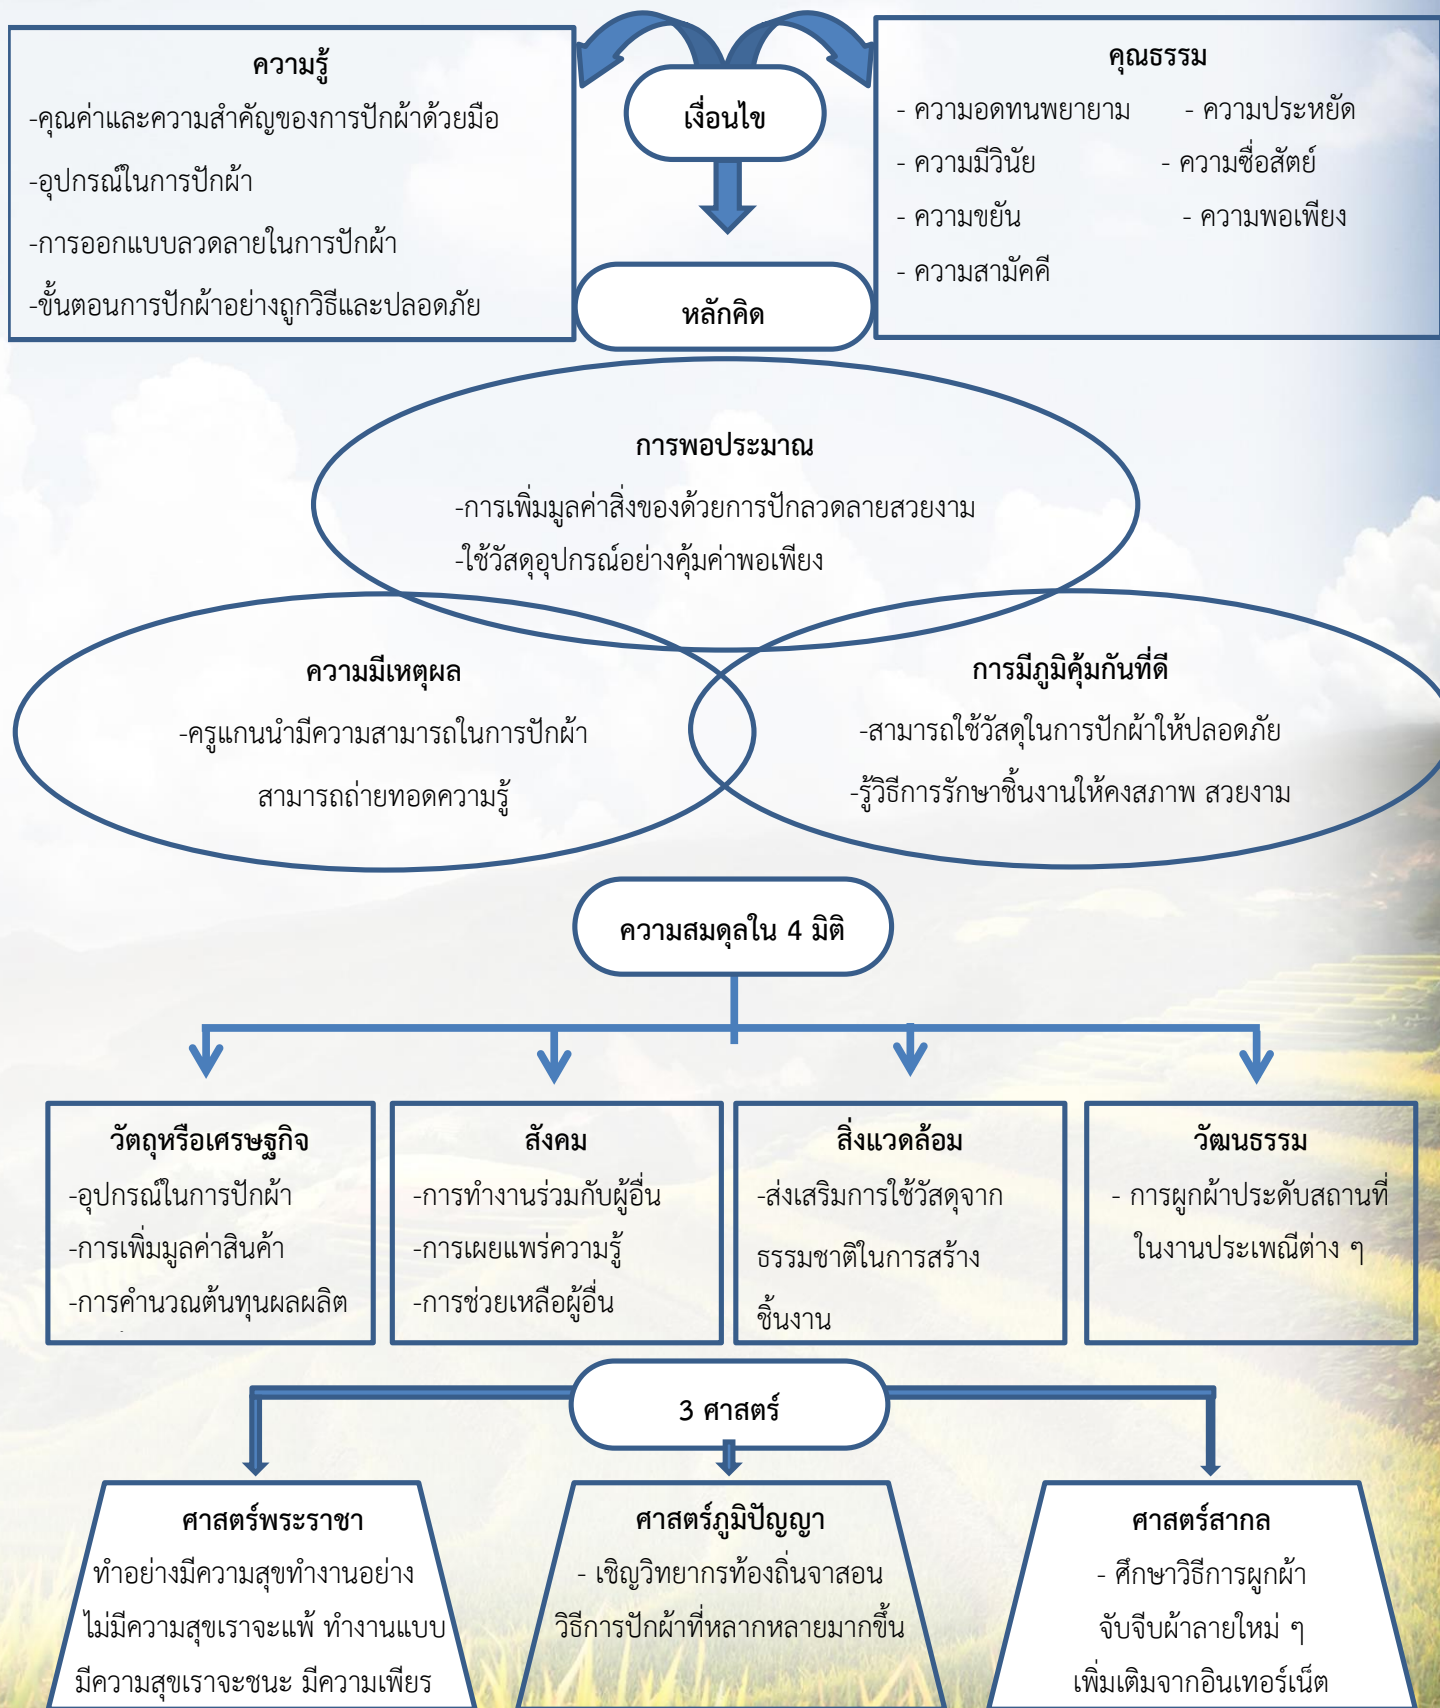 ความรู้
-คุณค่าและความสำคัญของการปักผ้าด้วยมือ
-อุปกรณ์ในการปักผ้า
-การออกแบบลวดลายในการปักผ้า
-ขั้นตอนการปักผ้าอย่างถูกวิธีและปลอดภัย
เงื่อนไข
คุณธรรม
- ความอดทนพยายาม - ความประหยัด
- ความมีวินัย - ความซื่อสัตย์
- ความขยัน - ความพอเพียง
- ความสามัคคี
หลักคิด
การพอประมาณ
-การเพิ่มมูลค่าสิ่งของด้วยการปักลวดลายสวยงาม
-ใช้วัสดุอุปกรณ์อย่างคุ้มค่าพอเพียง
ความมีเหตุผล
-ครูแกนนำมีความสามารถในการปักผ้า
สามารถถ่ายทอดความรู้
การมีภูมิคุ้มกันที่ดี
-สามารถใช้วัสดุในการปักผ้าให้ปลอดภัย
-รู้วิธีการรักษาชิ้นงานให้คงสภาพ สวยงาม
ความสมดุลใน 4 มิติ
วัตถุหรือเศรษฐกิจ
-อุปกรณ์ในการปักผ้า
-การเพิ่มมูลค่าสินค้า
-การคำนวณต้นทุนผลผลิต
สังคม
-การทำงานร่วมกับผู้อื่น
-การเผยแพร่ความรู้
-การช่วยเหลือผู้อื่น
สิ่งแวดล้อม
-ส่งเสริมการใช้วัสดุจาก
ธรรมชาติในการสร้าง
ชิ้นงาน
วัฒนธรรม
- การผูกผ้าประดับสถานที่
ในงานประเพณีต่าง ๆ
3 ศาสตร์
ศาสตร์พระราชา
ทำอย่างมีความสุขทำงานอย่าง
ไม่มีความสุขเราจะแพ้ ทำงานแบบ
มีความสุขเราจะชนะ มีความเพียร
ศาสตร์ภูมิปัญญา
- เชิญวิทยากรท้องถิ่นจาสอน
วิธีการปักผ้าที่หลากหลายมากขึ้น
ศาสตร์สากล
- ศึกษาวิธีการผูกผ้า
จับจีบผ้าลายใหม่ ๆ
เพิ่มเติมจากอินเทอร์เน็ต